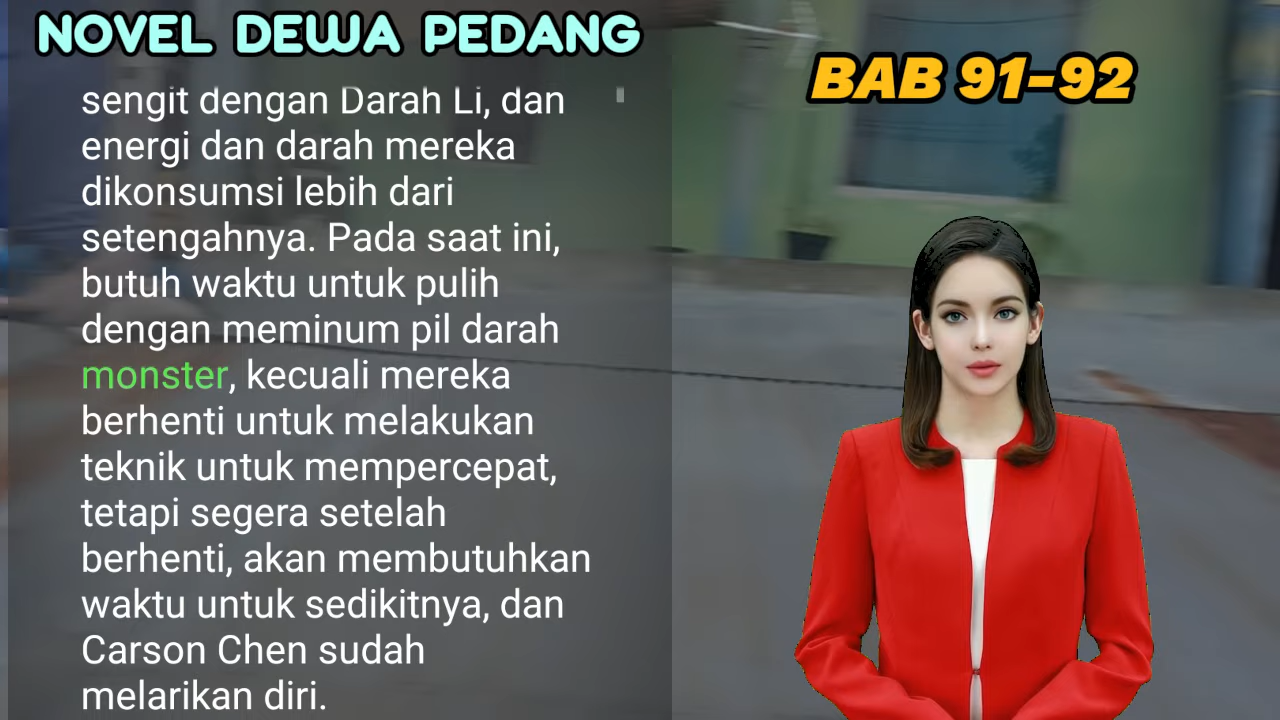 NOVEL DEWA PEDANG
BAB 91-92
sengit dengan Darah Li, dan
energi dan darah mereka
dikonsumsi lebih dari
setengahnya. Pada saat ini,
butuh waktu untuk pulih
dengan meminum pil darah
monster, kecuali mereka
berhenti untuk melakukan
teknik untuk mempercepat,
tetapi segera setelah
berhenti, akan membutuhkan
waktu untuk sedikitnya, dan
Carson Chen sudah
melarikan diri.